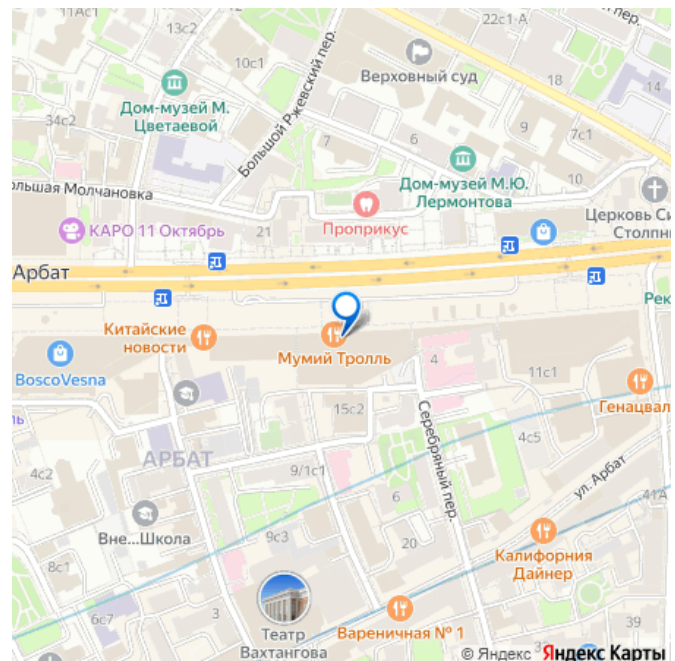 11Ас1
13с2
10с1
22с1-А
пер.
Верховный суд
18
14
Дом-музей М.
Цветаевой
Большой Ржевский пер.
34с2
7
6
9
7с1
Дом-музей М.Ю.
Лермонтова
10
ольшая Молчановка
КАРО 11 Октябрь
21
Проприкус
Церковь Си
Столпн
Арбат
Рек
Китайские
новости
Мумий Тролль
4
11с1
BoscoVesna
Генацвал
15с2
ль
АРБАТ
Серебряный пер.
4с5
4с2
9/1с1
6
ул. Арбат
41А
Вне...Школа
9с3
20
Калифорния
Дайнер
8с1
3
Театр
Вахтангова
Вареничная № 1
39
© Яндекс
Яндекс Карты